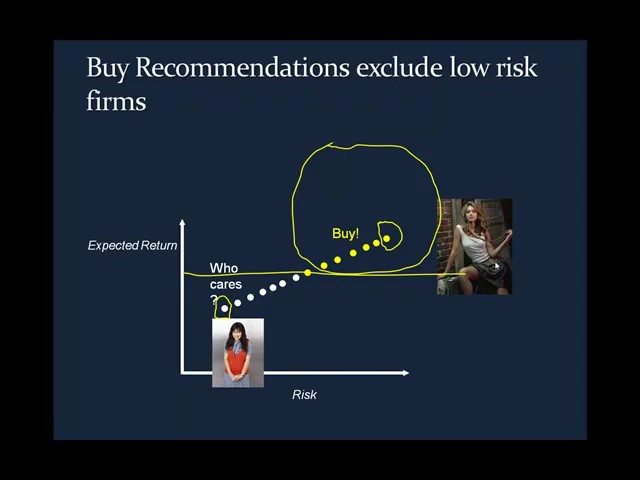 Buy Recommendations exclude low risk
firms
Buy!
Expected Return
Who
cares
?
Risk